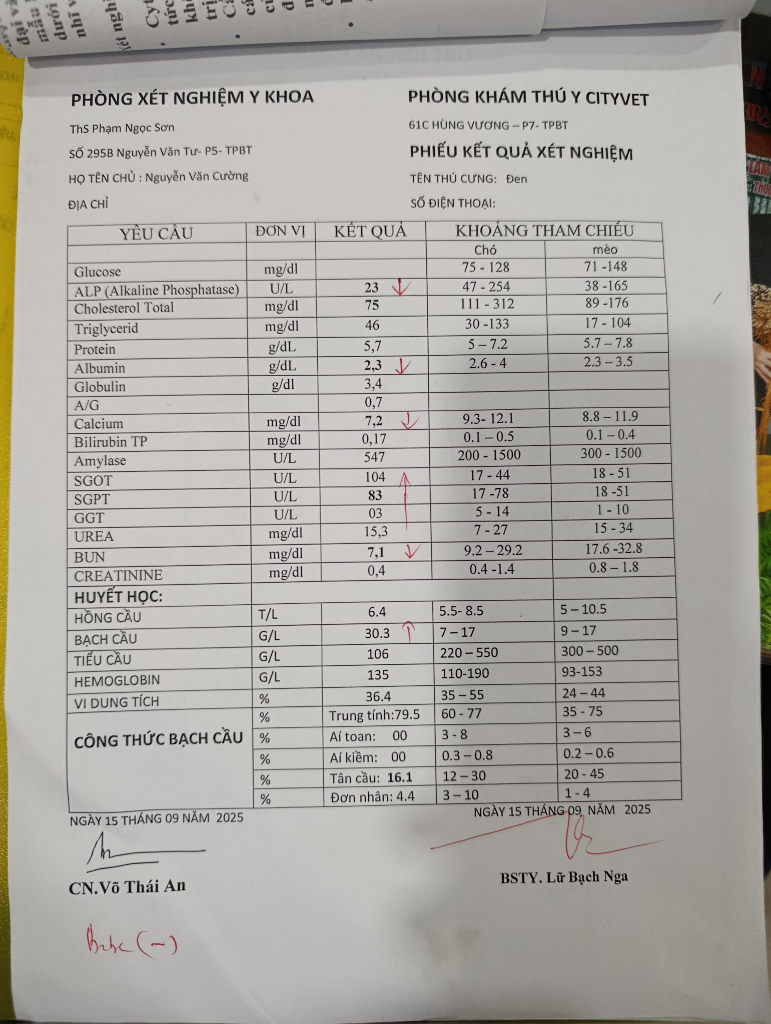 PHÒNG XÉT NGHIỆM Y KHOA
PHÒNG KHÁM THÚ Y CITYVET
ThS Phạm Ngọc Sơn
61C HÙNG VƯƠNG – P7- TPBT
SỐ 295B Nguyễn Văn Tư- P5- TPBT
PHIẾU KẾT QUẢ XÉT NGHIỆM
HỌ TÊN CHỦ : Nguyễn Văn Cường
TÊN THÚ CƯNG: Đen
ĐỊA CHỈ
SỐ ĐIỆN THOẠI:
YÊU CẦU ĐƠN VỊ KẾT QUẢ KHOẢNG THAM CHIẾU
Chó mèo
Glucose mg/dl 75 - 128 71 -148
ALP (Alkaline Phosphatase) U/L 23 ↓ 47 - 254 38 -165
Cholesterol Total mg/dl 75 111 - 312 89 -176
Triglycerid mg/dl 46 30 -133 17 - 104
Protein g/dL 5,7 5 – 7.2 5.7 – 7.8
Albumin g/dL 2,3 ↓ 2.6 - 4 2.3 – 3.5
Globulin g/dl 3,4
A/G 0,7
Calcium mg/dl 7,2 ↓ 9.3- 12.1 8.8 – 11.9
Bilirubin TP mg/dl 0,17 0.1 – 0.5 0.1 – 0.4
Amylase U/L 547 200 - 1500 300 - 1500
SGOT U/L 104 ↑ 17 - 44 18 - 51
SGPT U/L 83 17 -78 18 -51
GGT U/L 03 5 - 14 1 - 10
UREA mg/dl 15,3 7 - 27 15 - 34
BUN mg/dl 7,1 ↓ 9.2 – 29.2 17.6 -32.8
CREATININE mg/dl 0,4 0.4 -1.4 0.8 – 1.8
HUYẾT HỌC:
HỒNG CẦU T/L 6.4 5.5- 8.5 5 – 10.5
BẠCH CẦU G/L 30.3 ↑ 7 – 17 9 – 17
TIỂU CẦU G/L 106 220 – 550 300 – 500
HEMOGLOBIN G/L 135 110-190 93-153
VI DUNG TÍCH % 36.4 35 – 55 24 – 44
CÔNG THỨC BẠCH CẦU
% Trung tính:79.5 60 - 77 35 - 75
% Aí toan: 00 3 - 8 3 – 6
% Aí kiềm: 00 0.3 – 0.8 0.2 – 0.6
% Tân cầu: 16.1 12 – 30 20 - 45
% Đơn nhân: 4.4 3 – 10 1 - 4
NGÀY 15 THÁNG 09 NĂM 2025
NGÀY 15 THÁNG 09 NĂM 2025
CN.Võ Thái An
BSTY. Lữ Bạch Nga
(–)